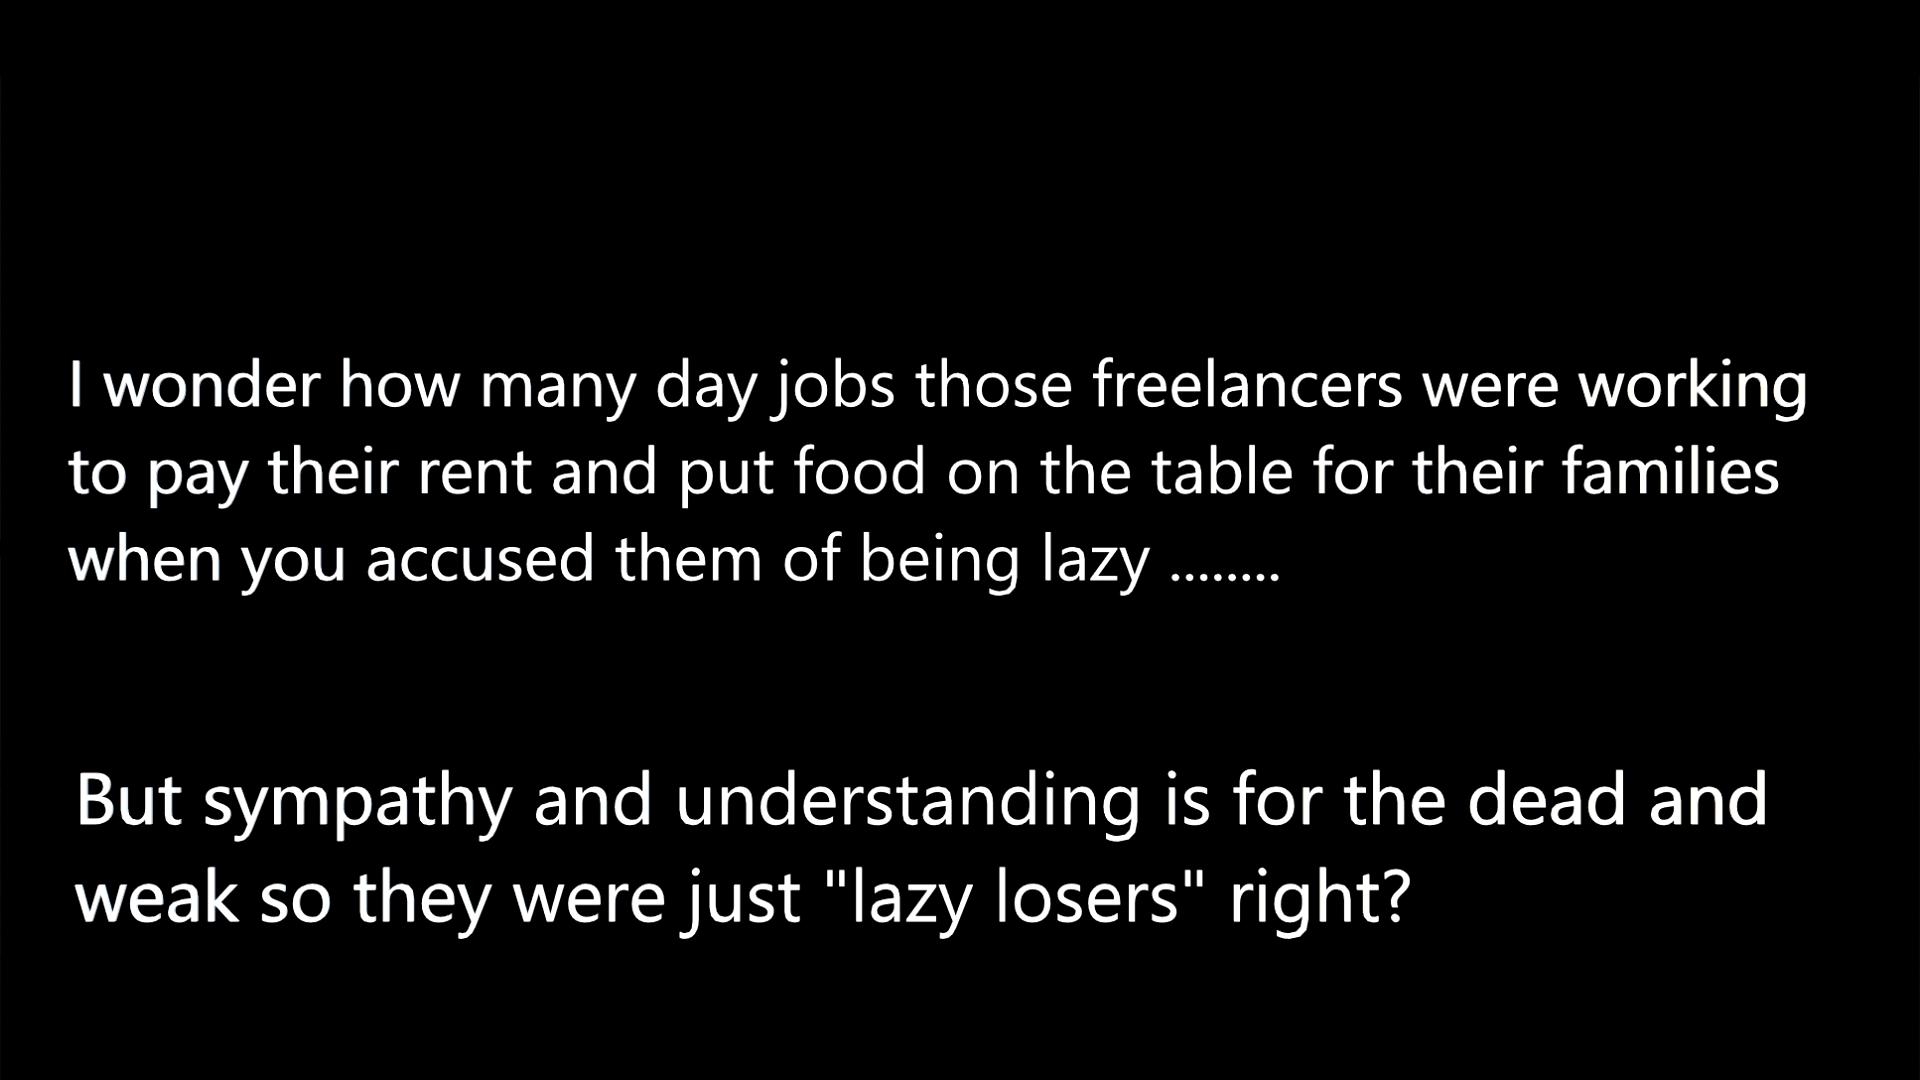 I wonder how many day jobs those freelancers were working
to pay their rent and put food on the table for their families
when you accused them of being lazy ........
But sympathy and understanding is for the dead and
weak so they were just "lazy losers" right?